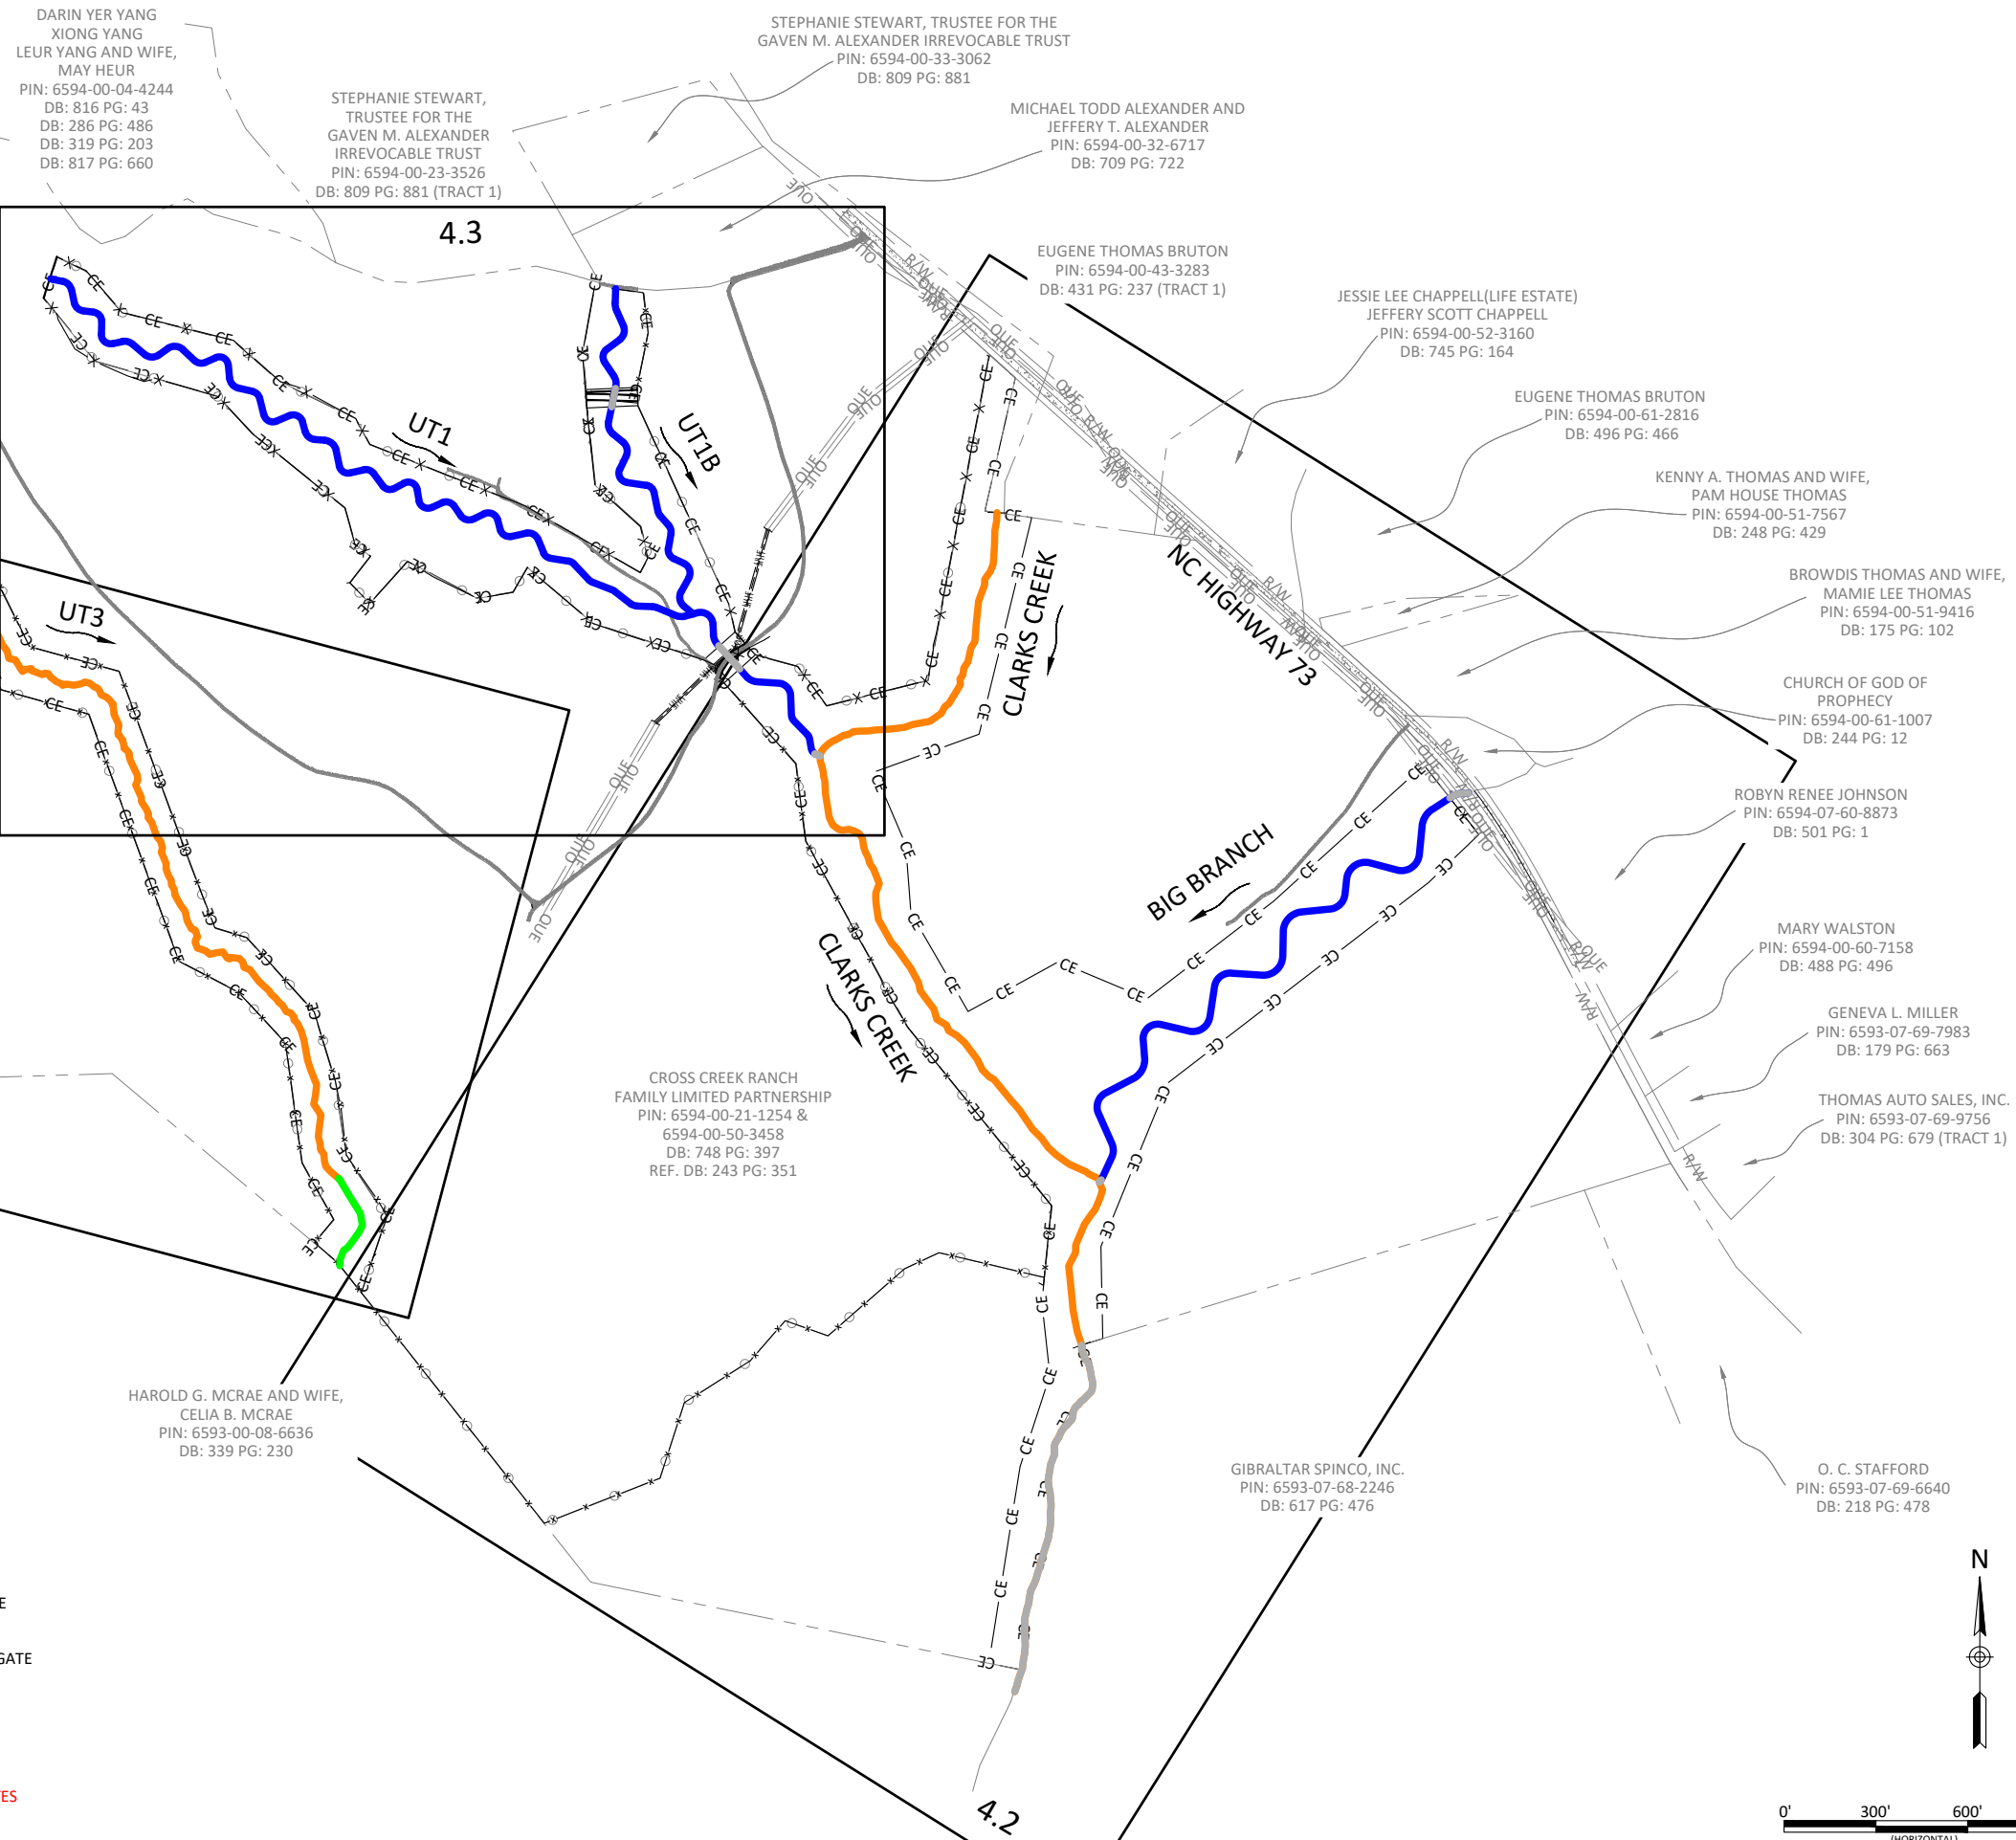 DARIN YER YANG
XIONG YANG
LEUR YANG AND WIFE,
MAY HEUR
PIN: 6594-00-04-4244
DB: 816 PG: 43
DB: 286 PG: 486
DB: 319 PG: 203
DB: 817 PG: 660
STEPHANIE STEWART,
TRUSTEE FOR THE
GAVEN M. ALEXANDER
IRREVOCABLE TRUST
PIN: 6594-00-23-3526
DB: 809 PG: 881 (TRACT 1)
STEPHANIE STEWART, TRUSTEE FOR THE
GAVEN M. ALEXANDER IRREVOCABLE TRUST
PIN: 6594-00-33-3062
DB: 809 PG: 881
MICHAEL TODD ALEXANDER AND
JEFFERY T. ALEXANDER
PIN: 6594-00-32-6717
DB: 709 PG: 722
4.3
EUGENE THOMAS BRUTON
PIN: 6594-00-43-3283
DB: 431 PG: 237 (TRACT 1)
JESSIE LEE CHAPPELL(LIFE ESTATE)
JEFFERY SCOTT CHAPPELL
PIN: 6594-00-52-3160
DB: 745 PG: 164
EUGENE THOMAS BRUTON
PIN: 6594-00-61-2816
DB: 496 PG: 466
KENNY A. THOMAS AND WIFE,
PAM HOUSE THOMAS
PIN: 6594-00-51-7567
DB: 248 PG: 429
BROWDIS THOMAS AND WIFE,
MAMIE LEE THOMAS
PIN: 6594-00-51-9416
DB: 175 PG: 102
CHURCH OF GOD OF
PROPHECY
PIN: 6594-00-61-1007
DB: 244 PG: 12
ROBYN RENEE JOHNSON
PIN: 6594-07-60-8873
DB: 501 PG: 1
MARY WALSTON
PIN: 6594-00-60-7158
DB: 488 PG: 496
GENEVA L. MILLER
PIN: 6593-07-69-7983
DB: 179 PG: 663
THOMAS AUTO SALES, INC.
PIN: 6593-07-69-9756
DB: 304 PG: 679 (TRACT 1)
UT1
UT1B
UT3
CLARKS CREEK
NC HIGHWAY 73
BIG BRANCH
CLARKS CREEK
CROSS CREEK RANCH
FAMILY LIMITED PARTNERSHIP
PIN: 6594-00-21-1254 &
6594-00-50-3458
DB: 748 PG: 397
REF. DB: 243 PG: 351
HAROLD G. MCRAE AND WIFE,
CELIA B. MCRAE
PIN: 6593-00-08-6636
DB: 339 PG: 230
GIBRALTAR SPINCO, INC.
PIN: 6593-07-68-2246
DB: 617 PG: 476
O. C. STAFFORD
PIN: 6593-07-69-6640
DB: 218 PG: 478
N
4.2
0' 300' 600'
(HORIZONTAL)
CE
OUE
R/W